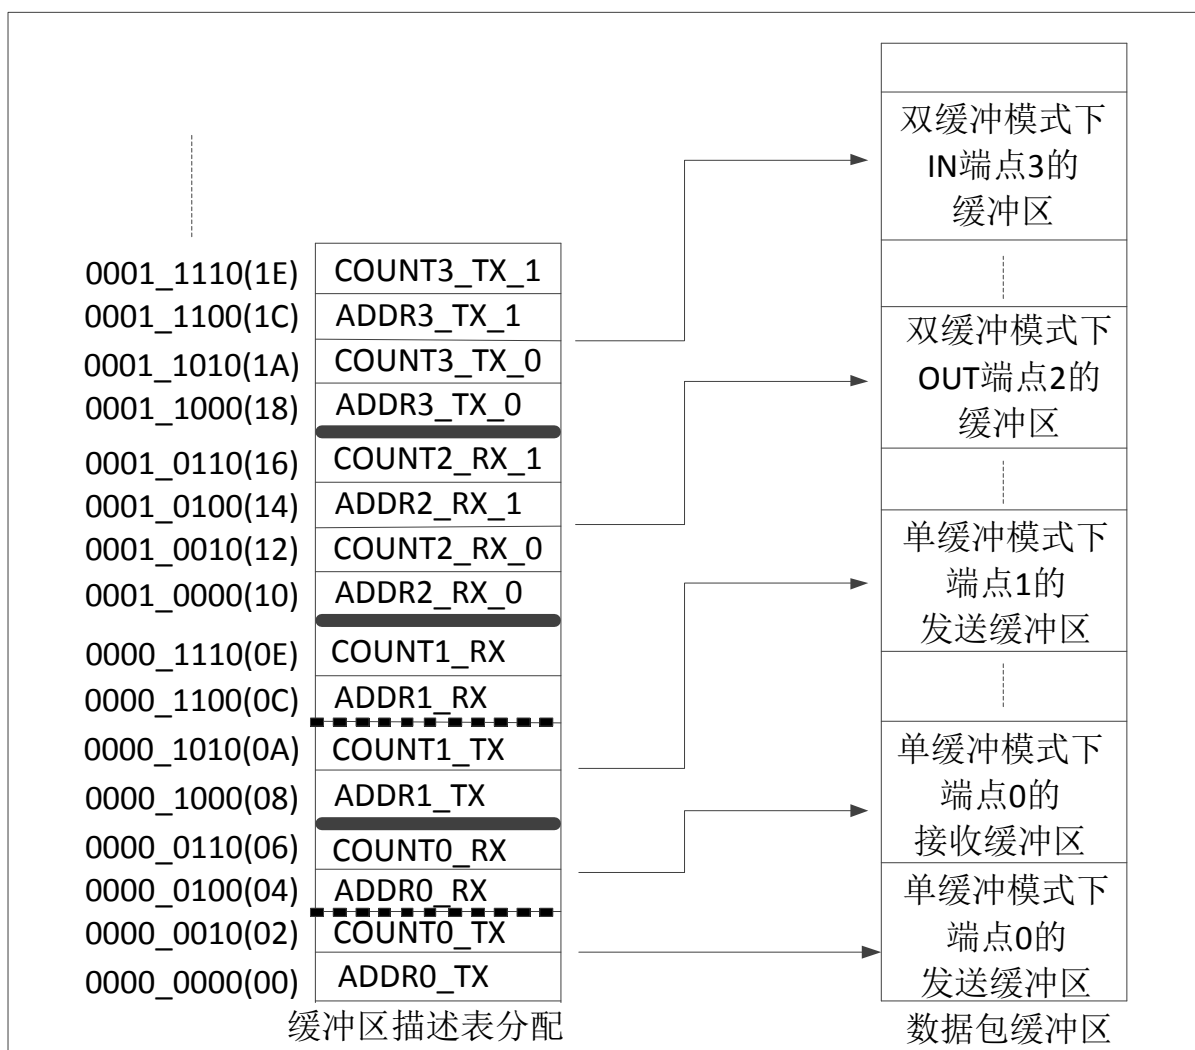 0001_1110(1E) COUNT3_TX_1
0001_1100(1C) ADDR3_TX_1
0001_1010(1A) COUNT3_TX_0
0001_1000(18) ADDR3_TX_0
0001_0110(16) COUNT2_RX_1
0001_0100(14) ADDR2_RX_1
0001_0010(12) COUNT2_RX_0
0001_0000(10) ADDR2_RX_0
0000_1110(0E) COUNT1_RX
0000_1100(0C) ADDR1_RX
0000_1010(0A) COUNT1_TX
0000_1000(08) ADDR1_TX
0000_0110(06) COUNT0_RX
0000_0100(04) ADDR0_RX
0000_0010(02) COUNT0_TX
0000_0000(00) ADDR0_TX
缓冲区描述表分配
双缓冲模式下
IN端点3的
缓冲区
双缓冲模式下
OUT端点2的
缓冲区
单缓冲模式下
端点1的
发送缓冲区
单缓冲模式下
端点0的
接收缓冲区
单缓冲模式下
端点0的
发送缓冲区
数据包缓冲区